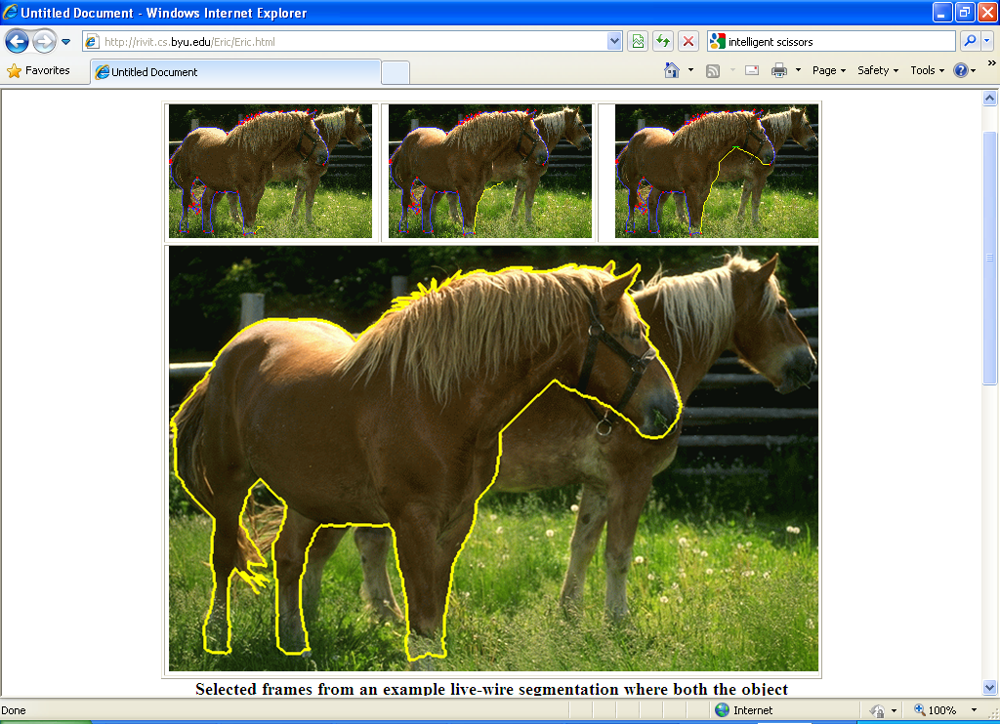 Untitled Document - Windows Internet Explorer
http://rivit.cs.byu.edu/Eric/Eric.html
intelligent scissors
Favorites
Untitled Document
Page
Safety
Tools
Selected frames from an example live-wire segmentation where both the object
Done
Internet
100%